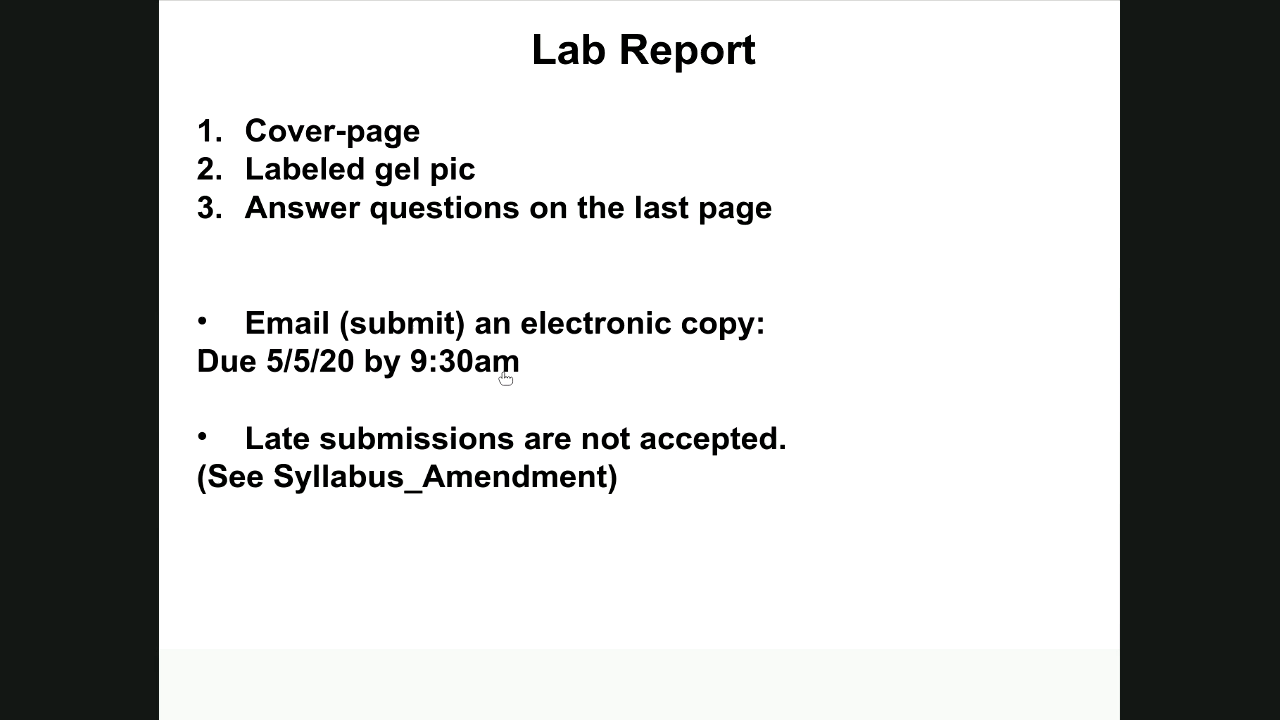 Lab Report
1. Cover-page
2. Labeled gel pic
3. Answer questions on the last page
• Email (submit) an electronic copy:
Due 5/5/20 by 9:30am
• Late submissions are not accepted.
(See Syllabus_Amendment)